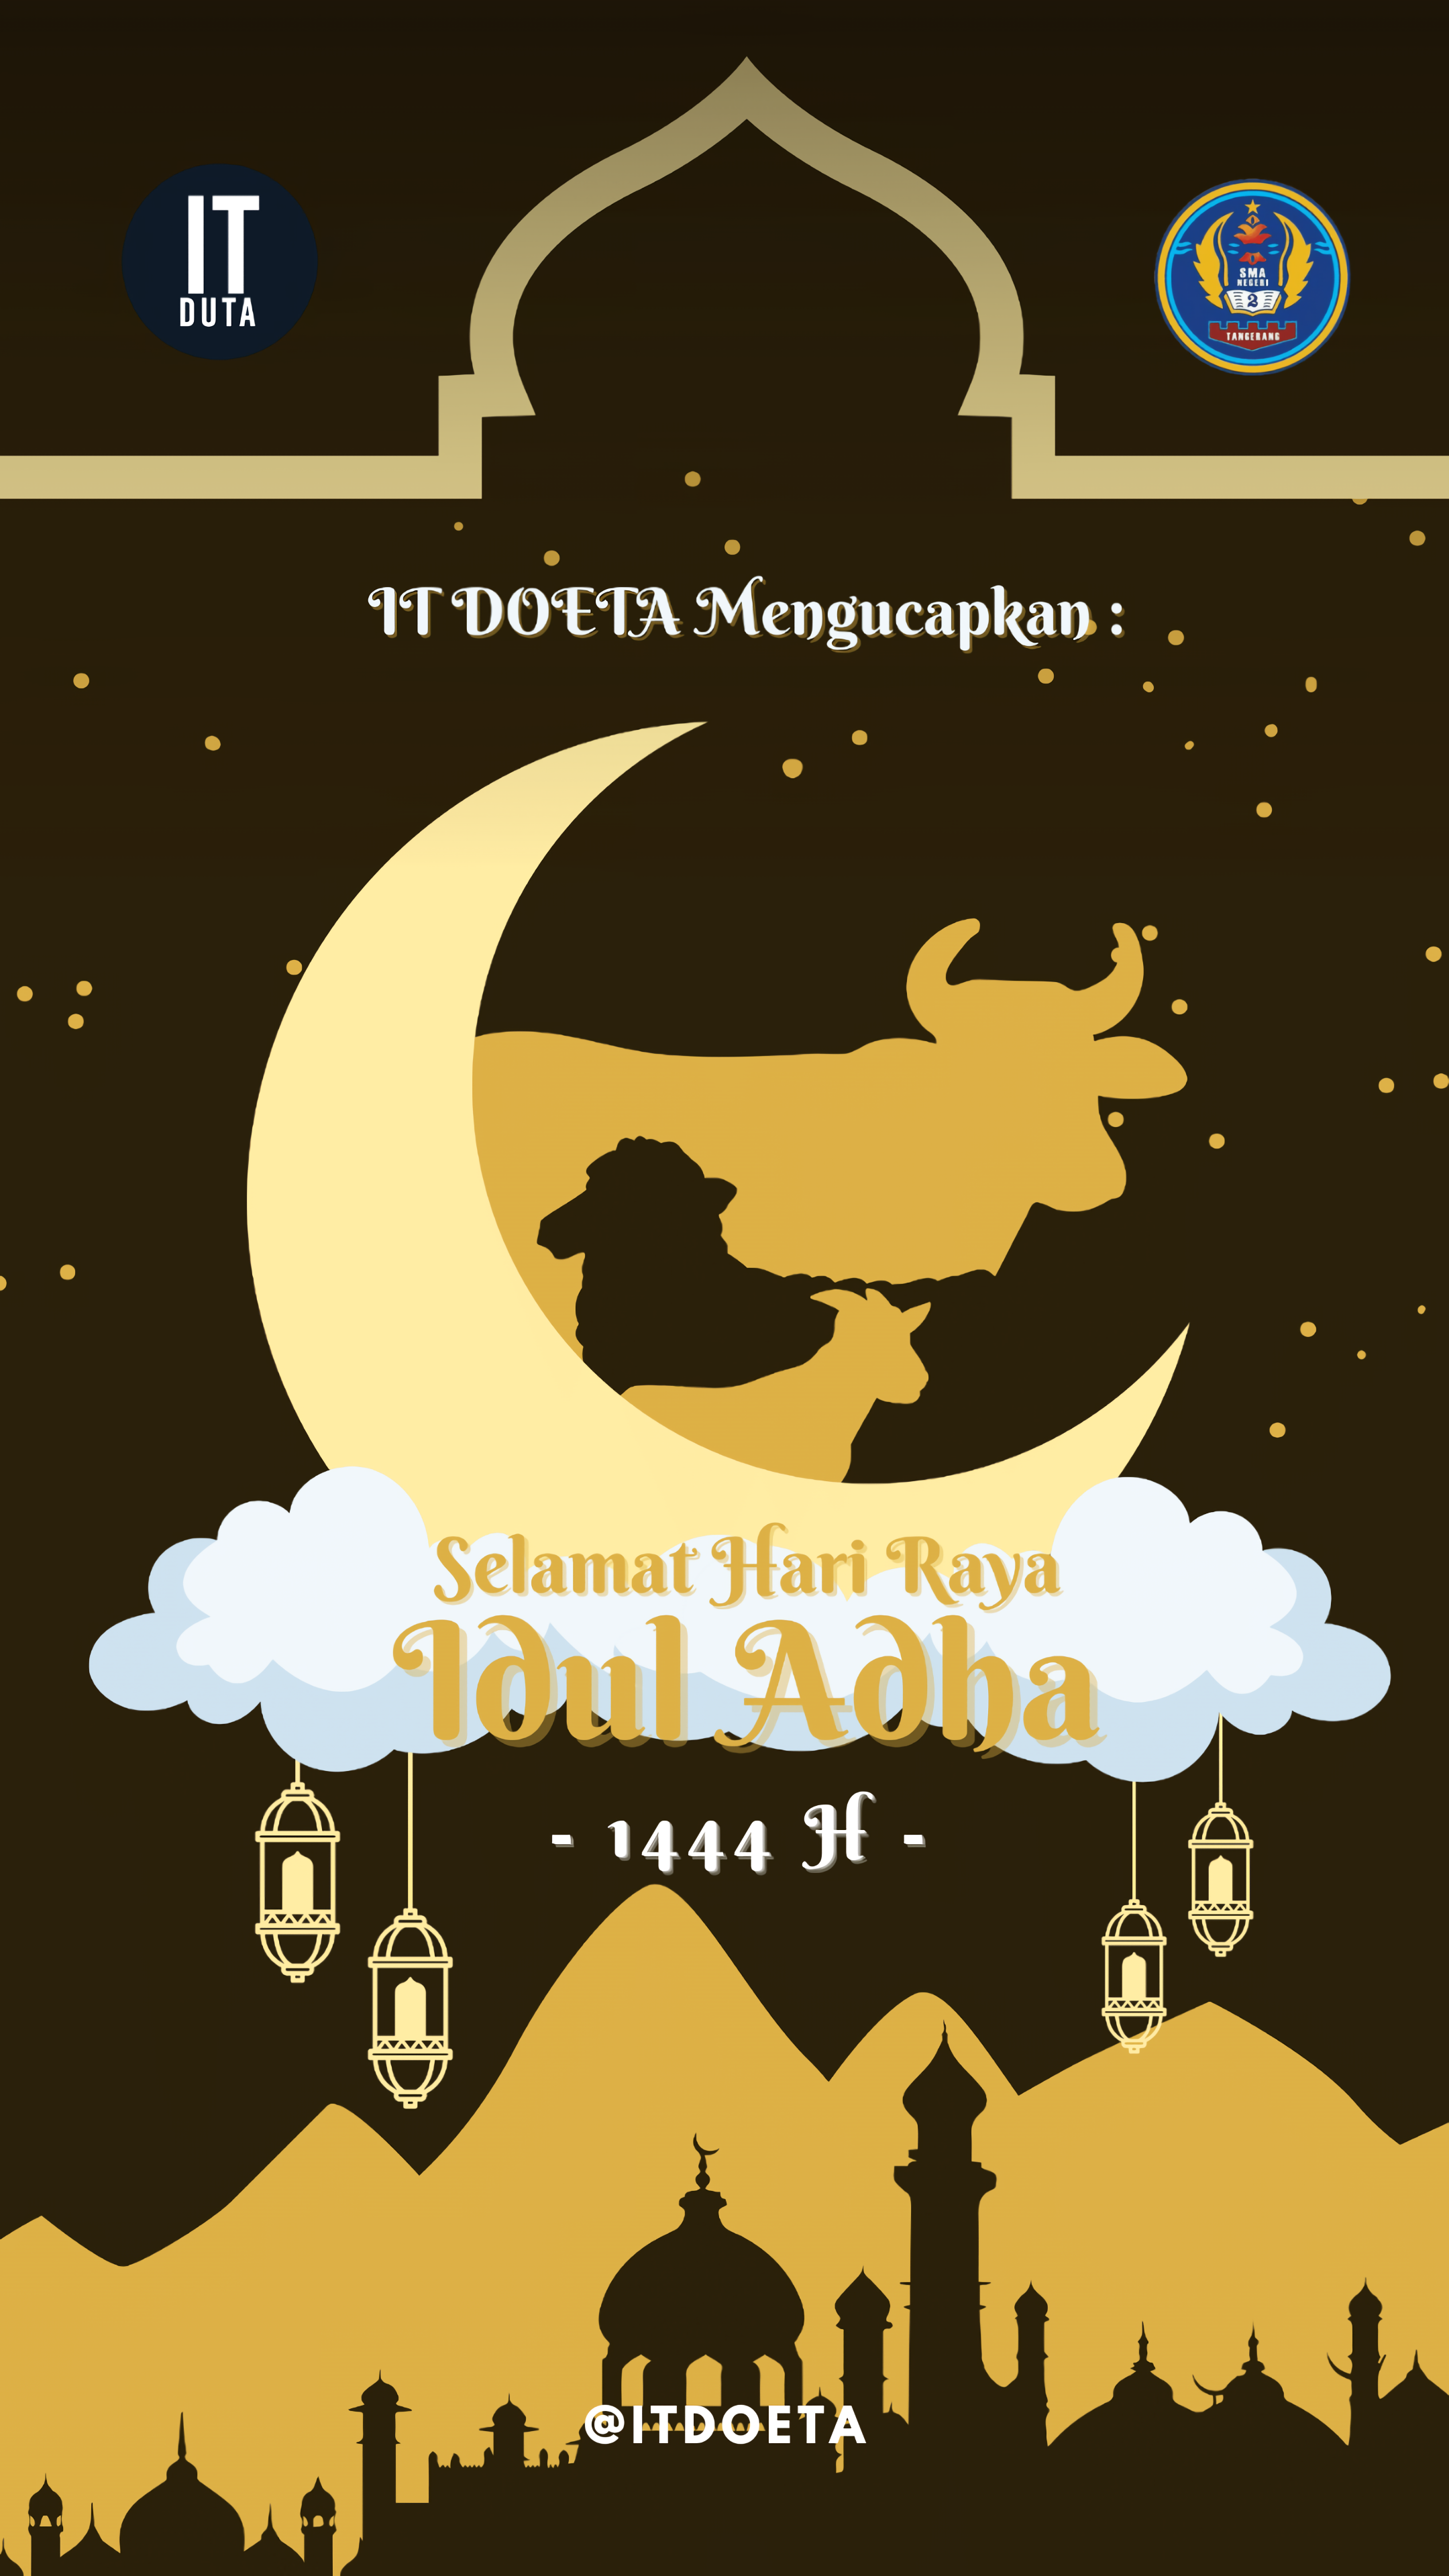 IT
DUTA
SMA
NEGERI
2
TANGERANG
IT DOETA Mengucapkan :
Selamat Hari Raya
Idul Adha
- 1444 H -
@ITDOETA